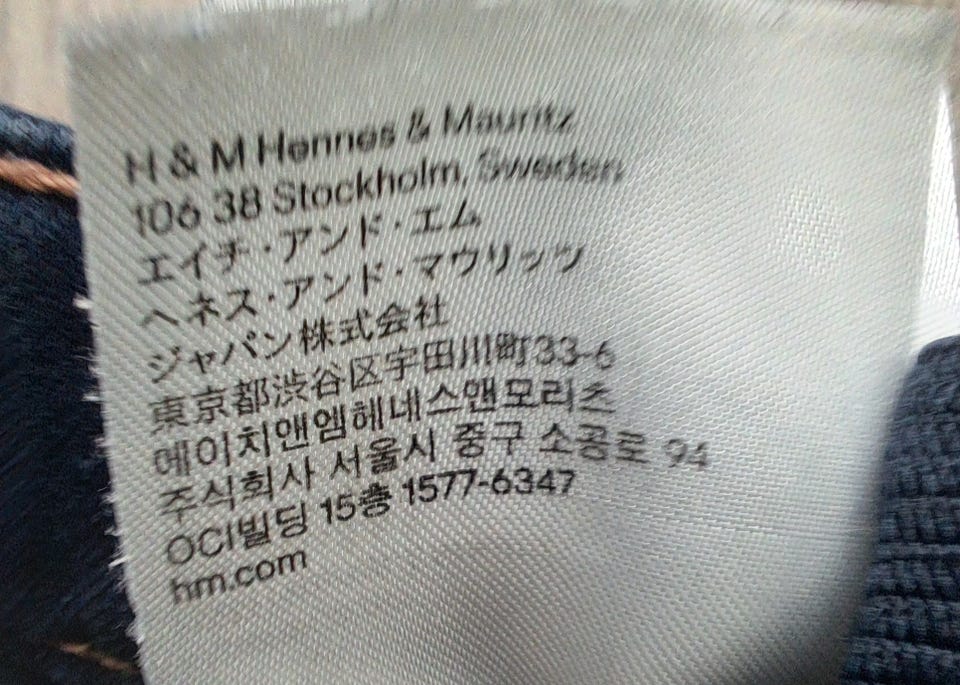 H & M Hennes & Mauritz
106 38 Stockholm, Sweden
エイチ・アンド・エム
ヘネス・アンド・マウリッツ
ジャパン株式会社
東京都渋谷区宇田川町33-6
에이치앤엠헤네스앤모리츠
주식회사 서울시 중구 소공로 94
OCI빌딩 15층 1577-6347
hm.com